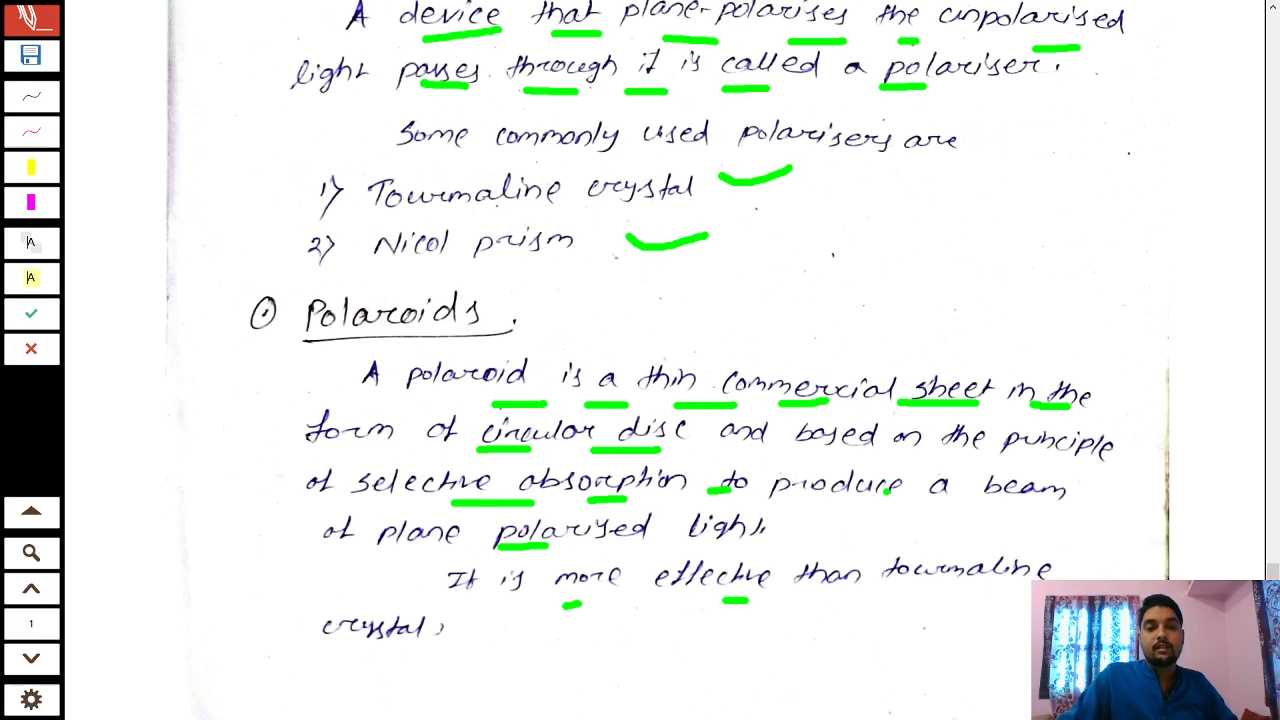 A device that plane-polarises the unpolarised
light passes through it is called a polariser.
Some commonly used polarisers are
1) Tourmaline crystal
2) Nicol prism
Polaroids.
A polaroid is a thin commercial sheet in the
form of circular disc and based on the principle
of selective absorption to produce a beam
of plane polarised light.
It is more effective than tourmaline
crystal,
A
A
1